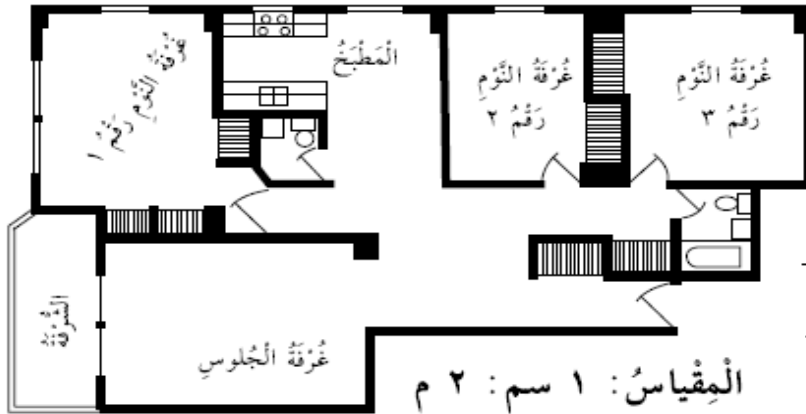 غُرْفَةُ النَّوْمِ رَقْمُ ١
الْمَطْبَخُ
غُرْفَةُ النَّوْمِ
رَقْمُ ٢
غُرْفَةُ النَّوْمِ
رَقْمُ ٣
الشُّرْفَةُ
غُرْفَةُ الْجُلوسِ
الْمِقْياسُ: ١ سم: ٢ م